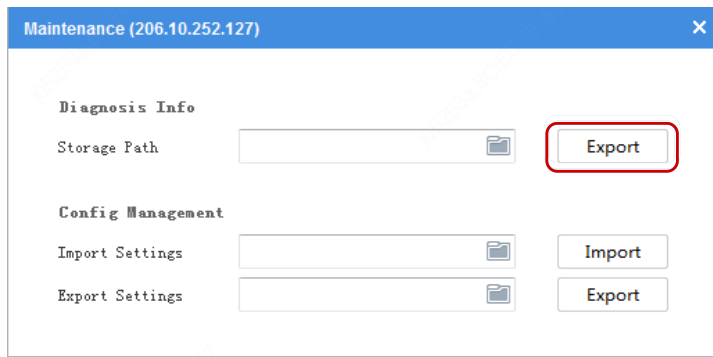 Maintenance (206.10.252.127)
Diagnosis Info
Storage Path Export
Config Management
Import Settings Import
Export Settings Export